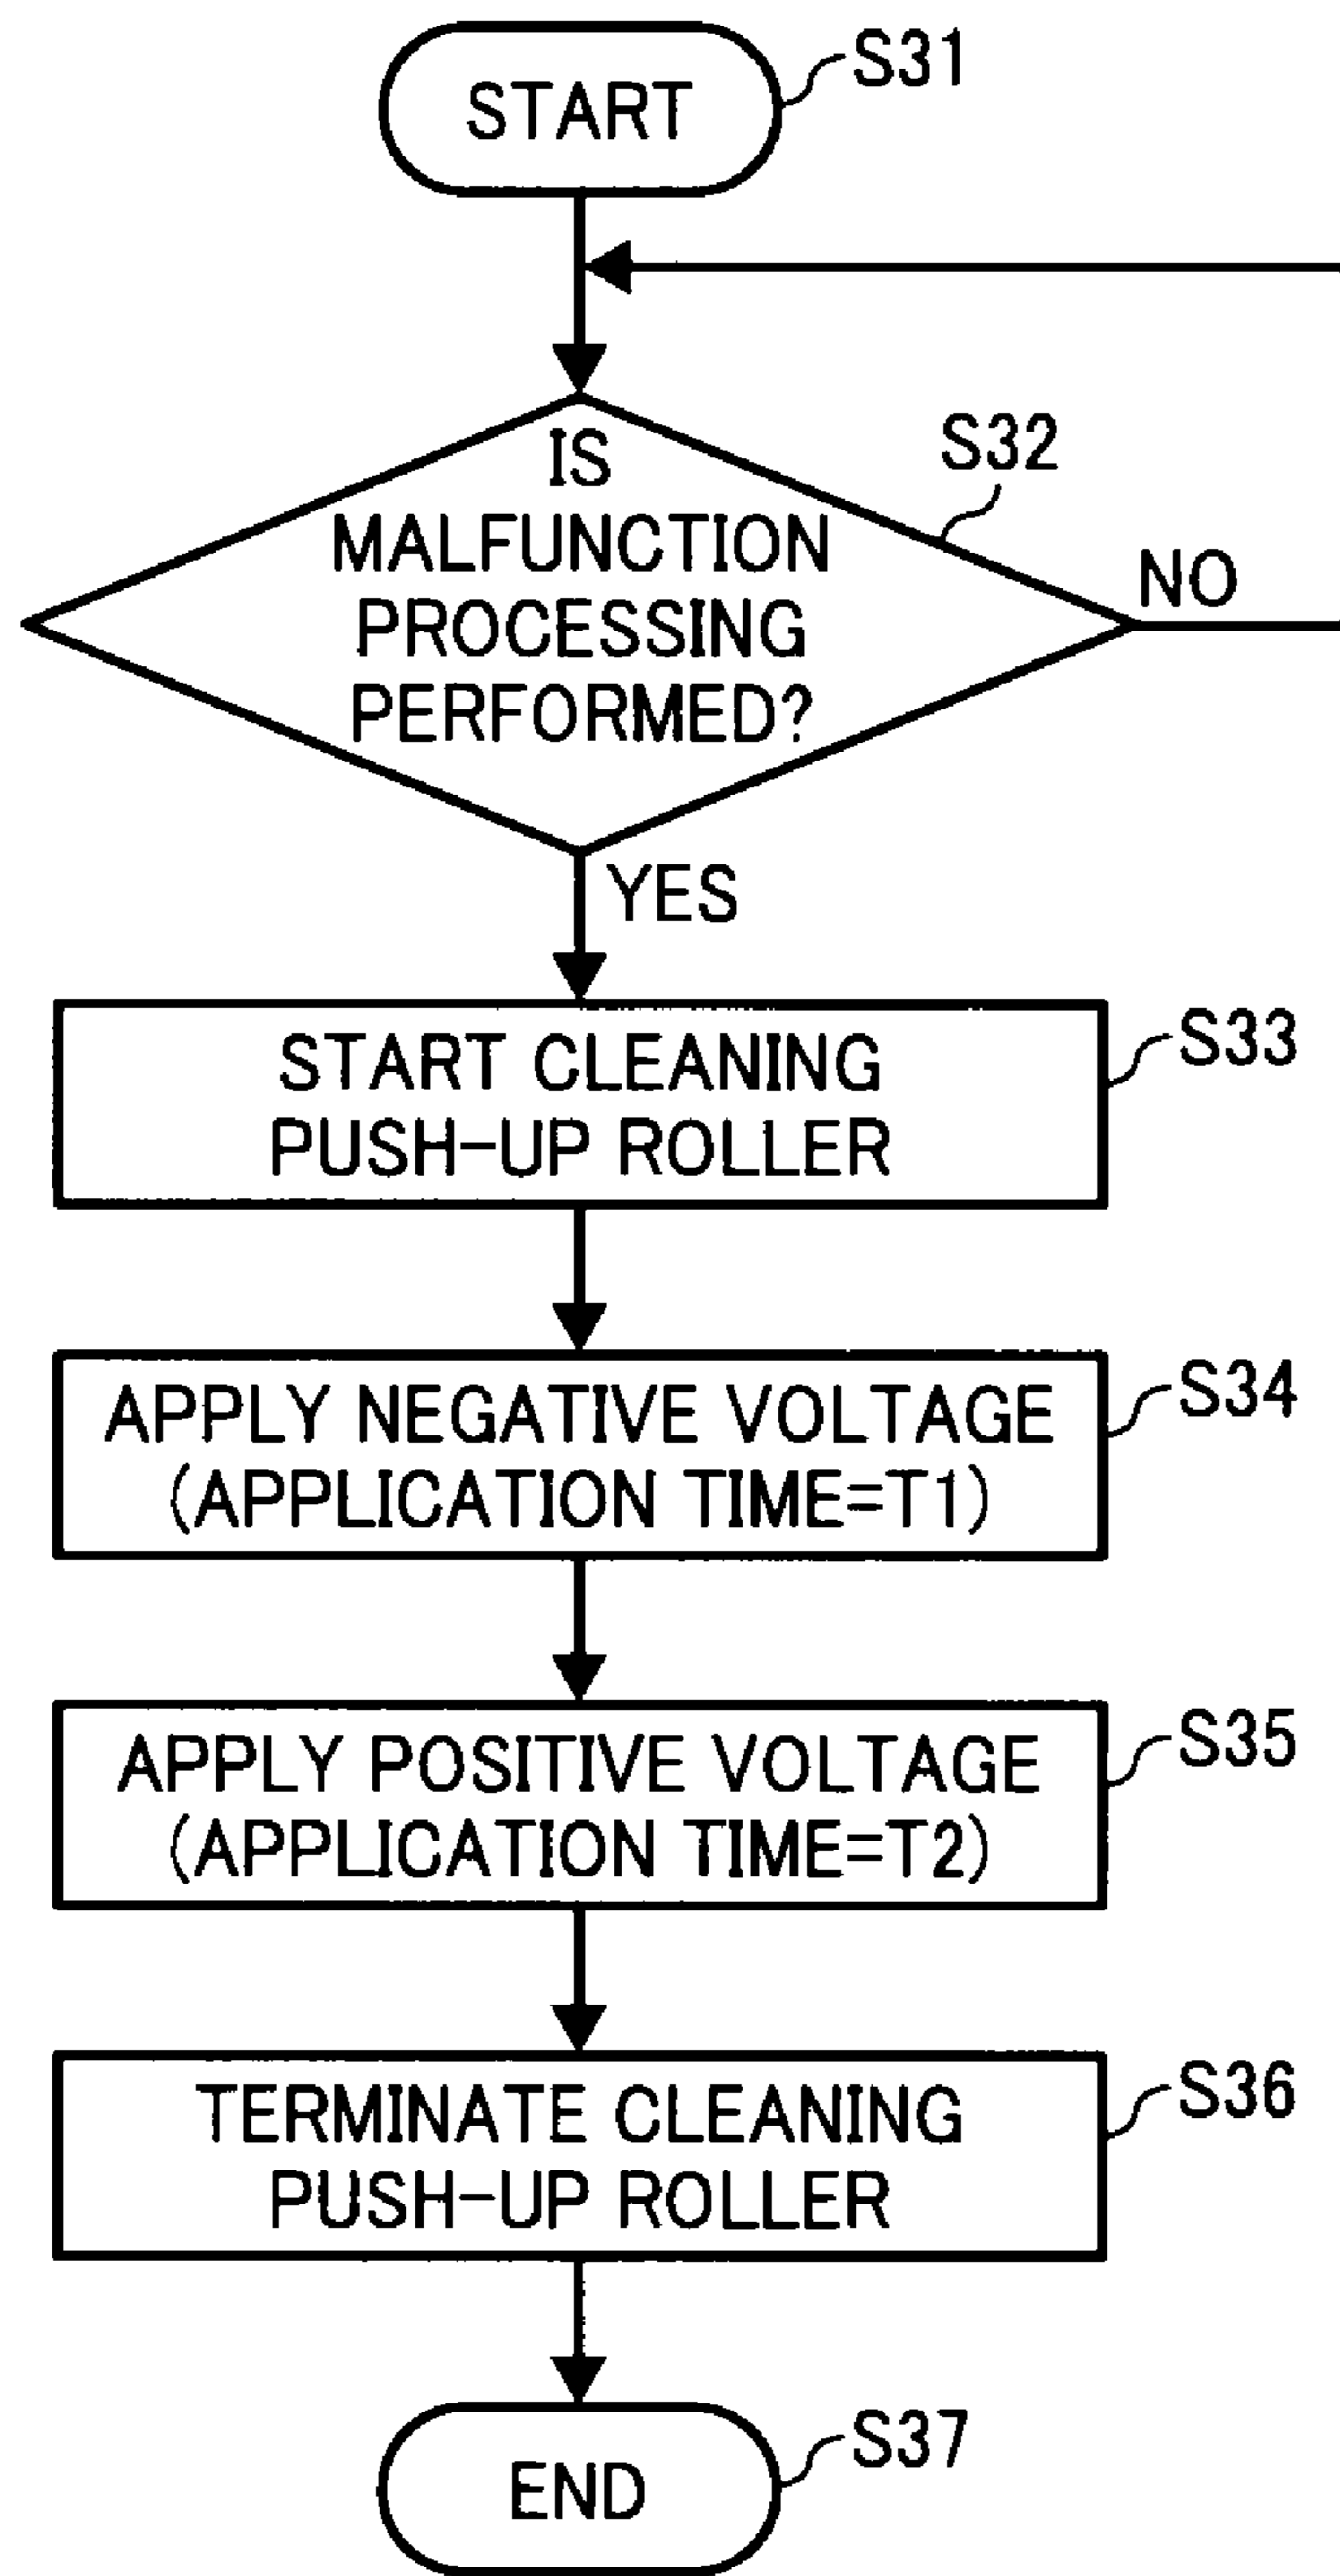 START
S31
IS
MALFUNCTION
PROCESSING
PERFORMED?
S32
NO
YES
START CLEANING
PUSH-UP ROLLER
S33
APPLY NEGATIVE VOLTAGE
(APPLICATION TIME=T1)
S34
APPLY POSITIVE VOLTAGE
(APPLICATION TIME=T2)
S35
TERMINATE CLEANING
PUSH-UP ROLLER
S36
END
S37